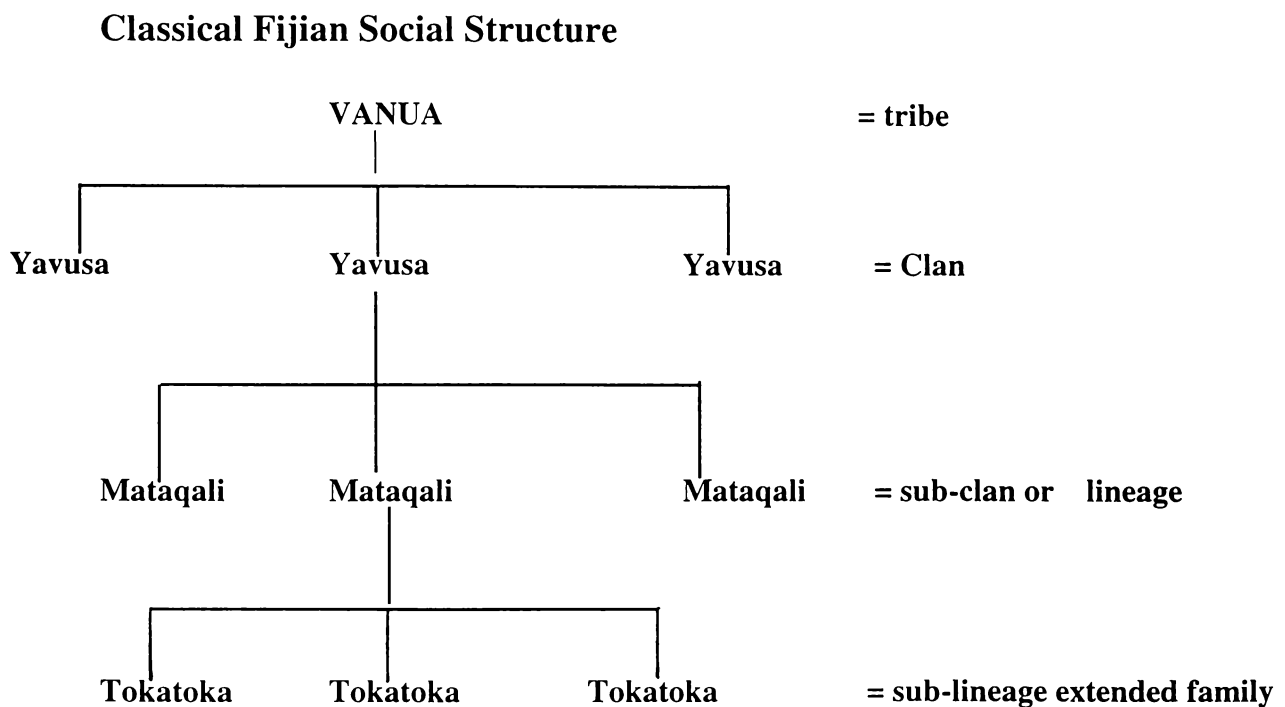 Classical Fijian Social Structure
VANUA = tribe
Yavusa Yavusa Yavusa = Clan
Mataqali Mataqali Mataqali = sub-clan or lineage
Tokatoka Tokatoka Tokatoka = sub-lineage extended family